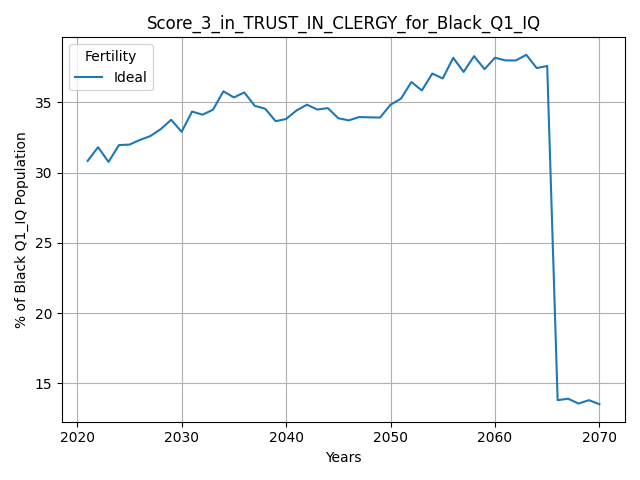 Score_3_in_TRUST_IN_CLERGY_for_Black_Q1_IQ
Fertility
Ideal
% of Black Q1_IQ Population
35
30
25
20
15
2020 2030 2040 2050 2060 2070
Years